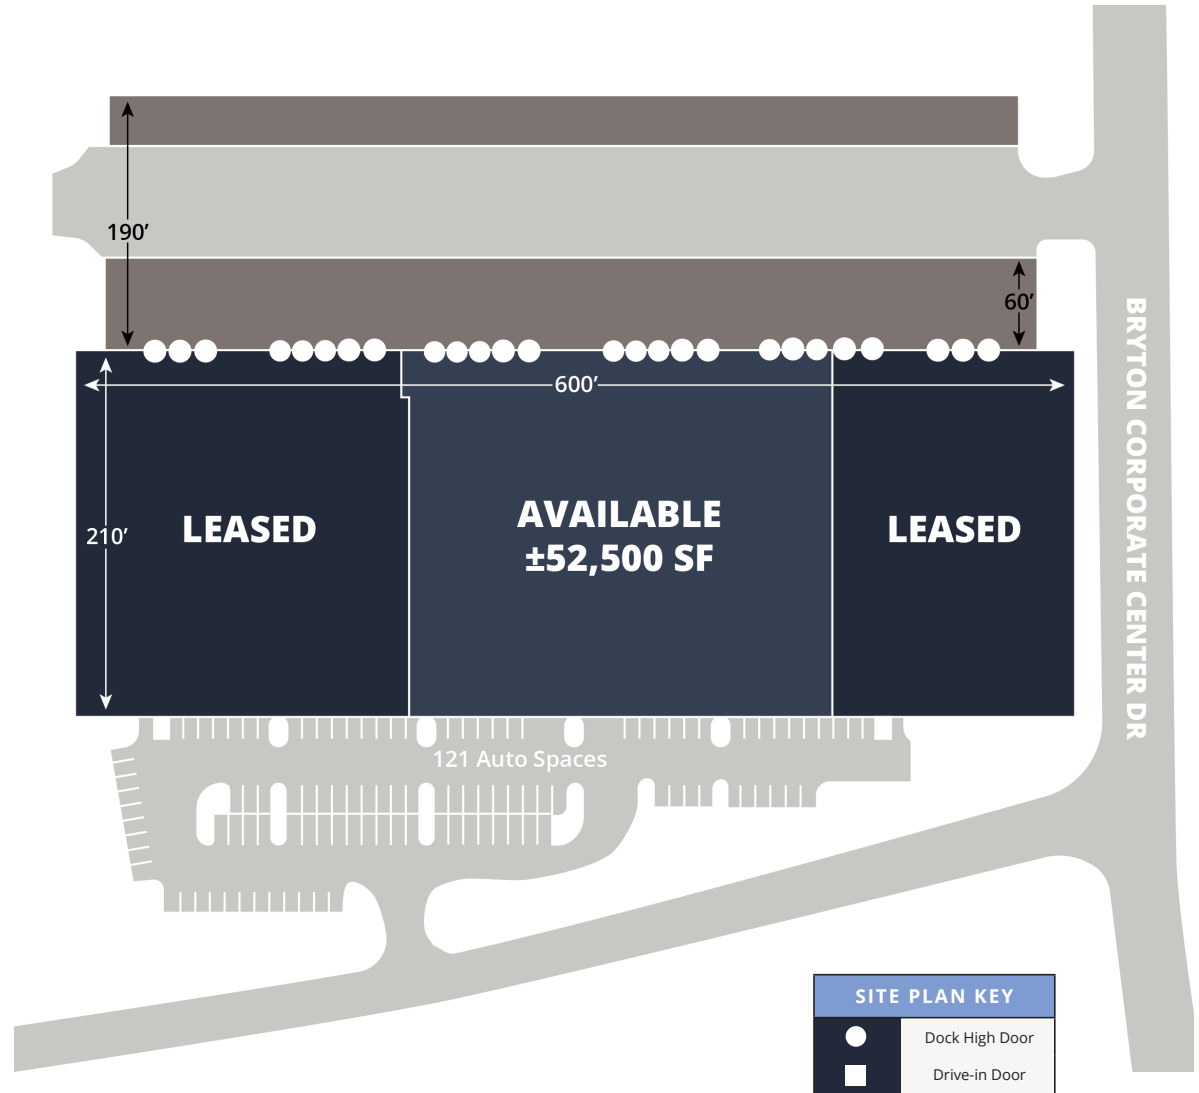 190’
60’
600’
210’
LEASED
AVAILABLE
±52,500 SF
LEASED
BRYTON CORPORATE CENTER DR
121 Auto Spaces
SITE PLAN KEY
Dock High Door
Drive-in Door